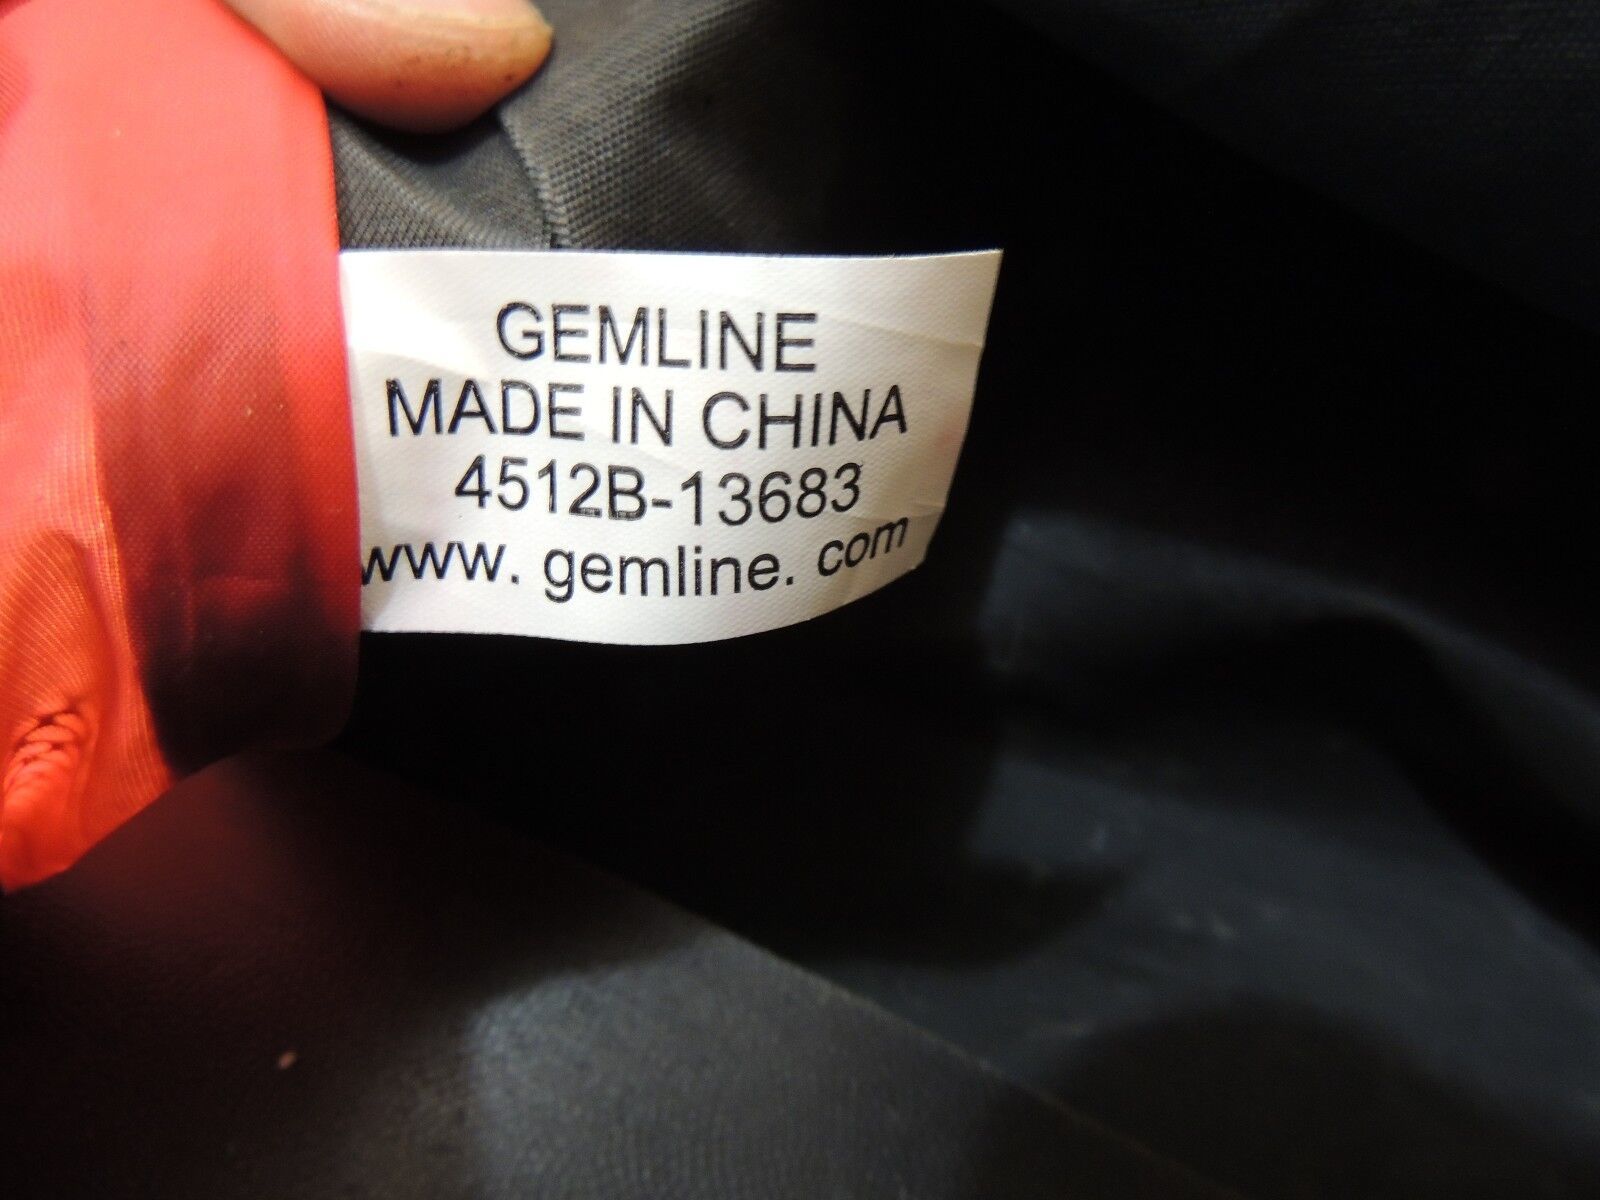 GEMLINE
MADE IN CHINA
4512B-13683
www. gemline. com